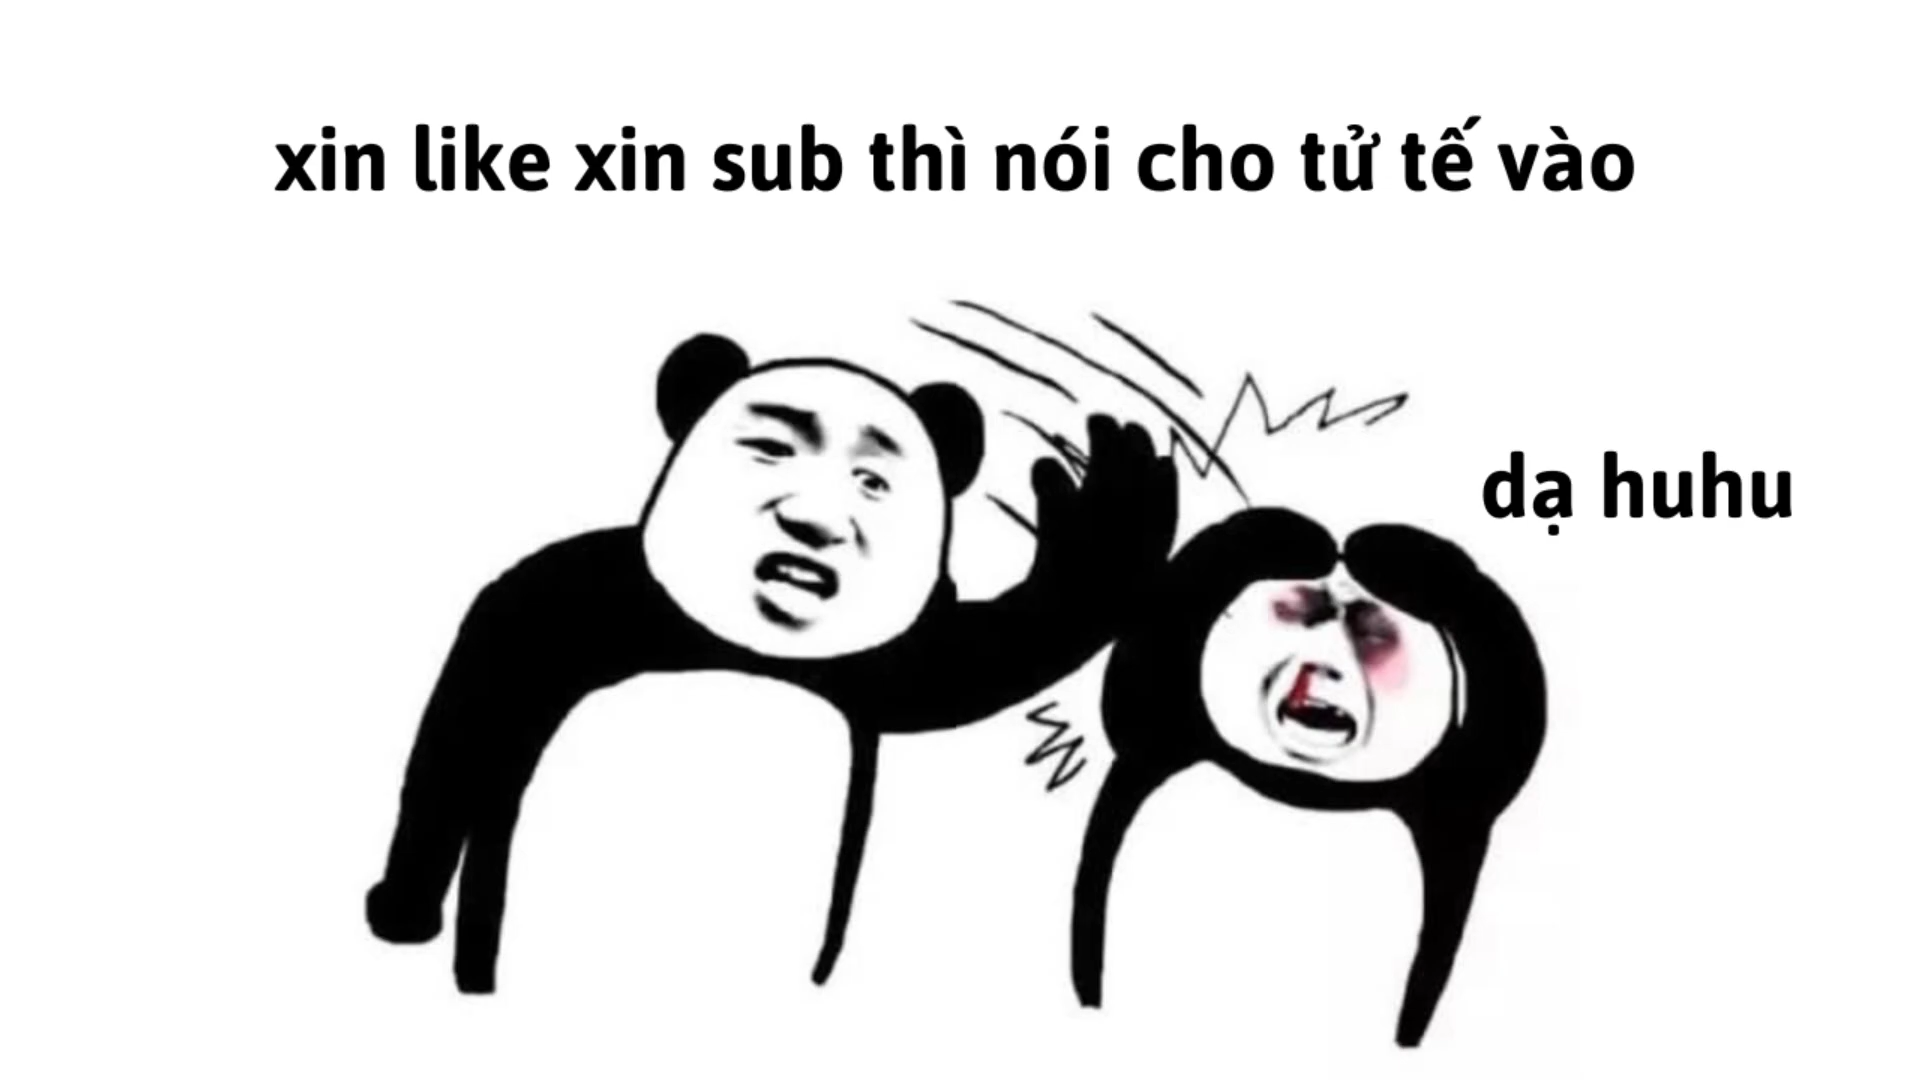 xin like xin sub thì nói cho tử tế vào
dạ huhu